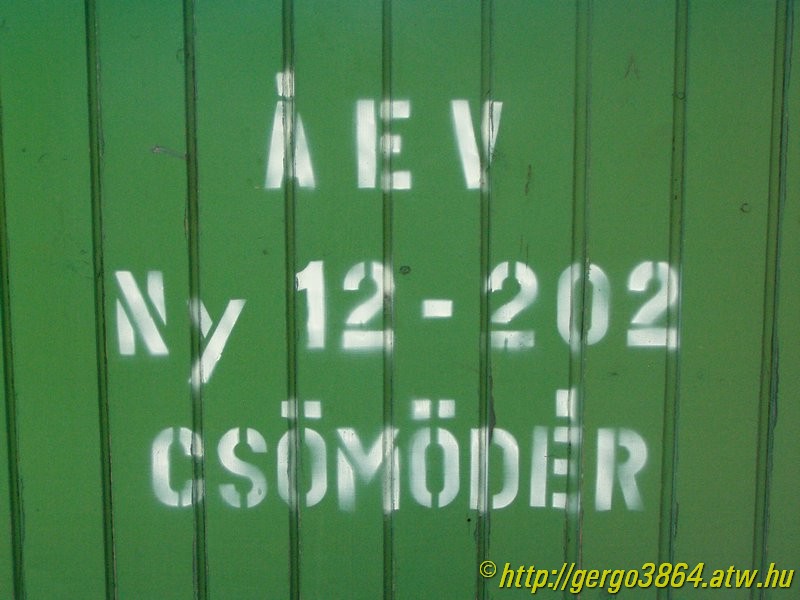 ÁEV
Ny 12-202
CSÖMÖDÉR
©http://gergo3864.atw.hu